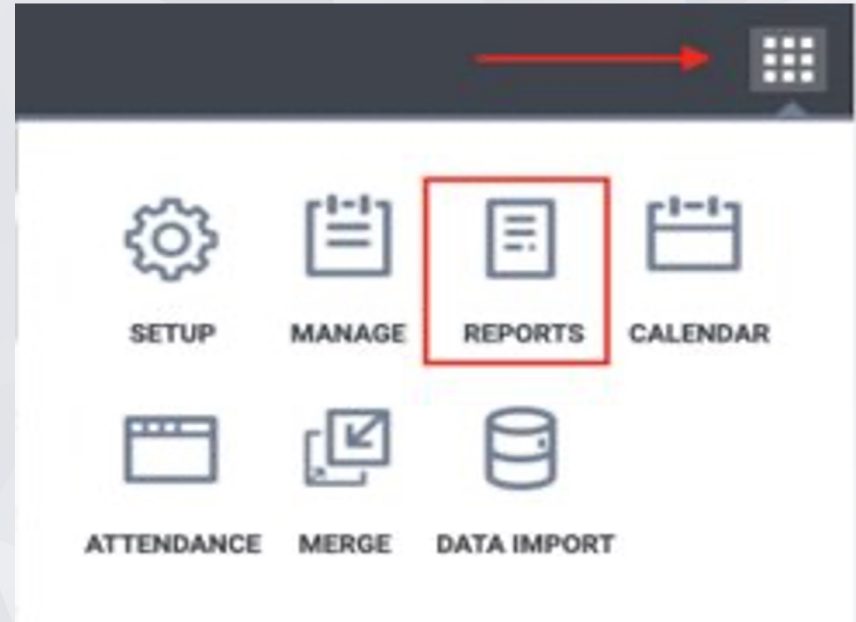 SETUP MANAGE REPORTS CALENDAR
ATTENDANCE MERGE DATA IMPORT